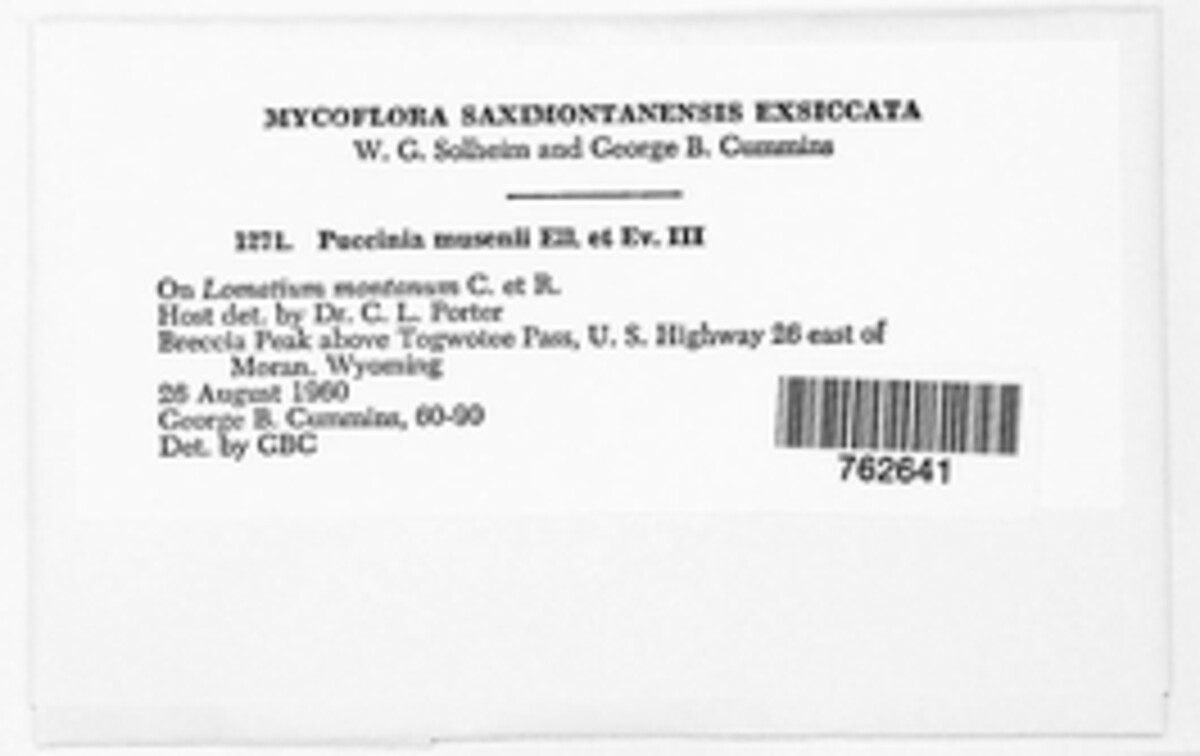 MYCOFLORA SAXIMONTANENSIS EXSICCATA
W. G. Solheim and George B. Cummins
1271. Puccinia musenii Ell. et Ev. III
On Lomatium montanum C. et R.
Host det. by Dr. C. L. Porter
Breccia Peak above Togwotee Pass, U. S. Highway 26 east of
Moran, Wyoming
26 August 1960
George B. Cummins, 60-90
Det. by GBC
762641